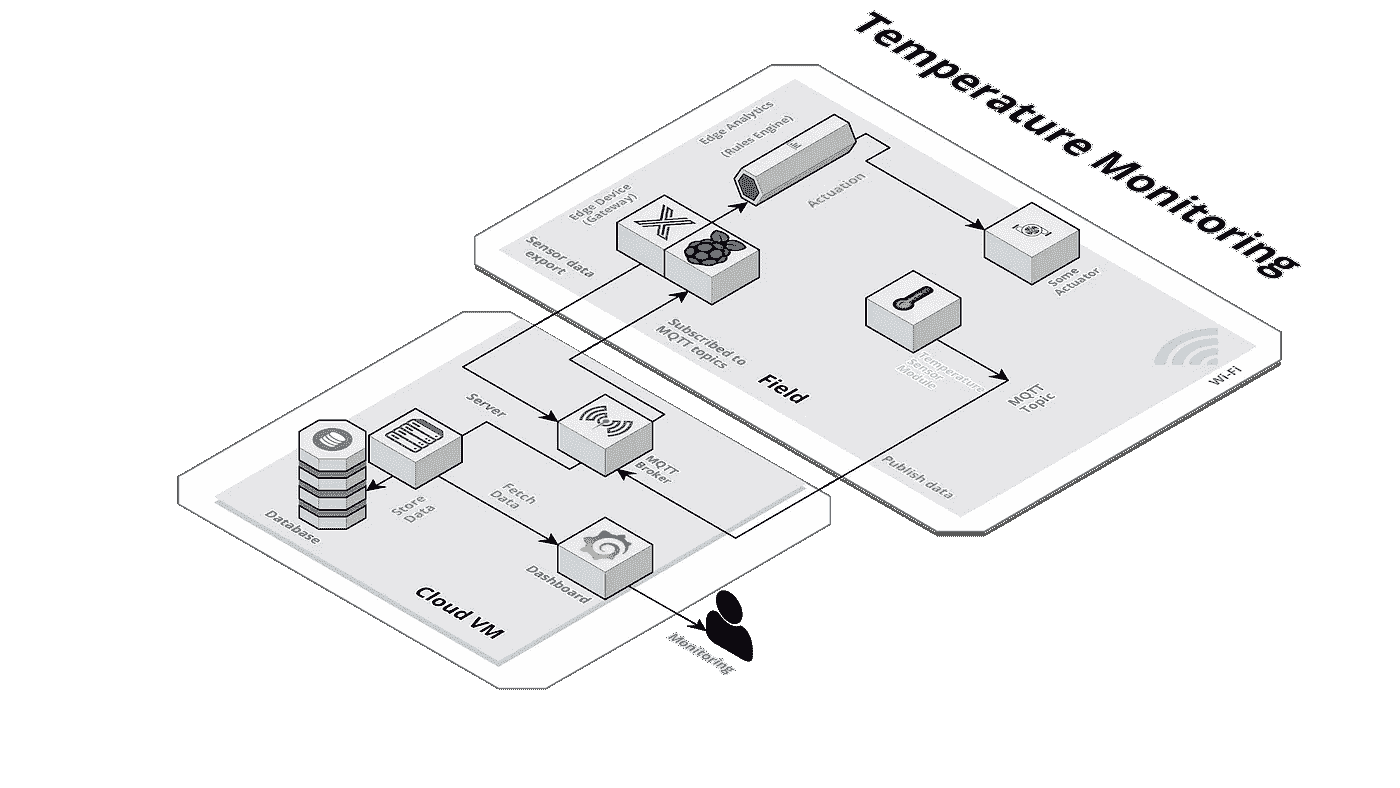 Temperature Monitoring
Edge Analytics
(Rules Engine)
Edge Device
(Gateway)
Actuation
Sensor data
export
Some
Actuator
Subscribed to
MQTT topics
Temperature
Sensor
Module
Wi-Fi
Field
MQTT
Topic
Server
MQTT
Broker
Publish data
Fetch
Data
Store
Data
Database
Dashboard
Cloud VM
Monitoring